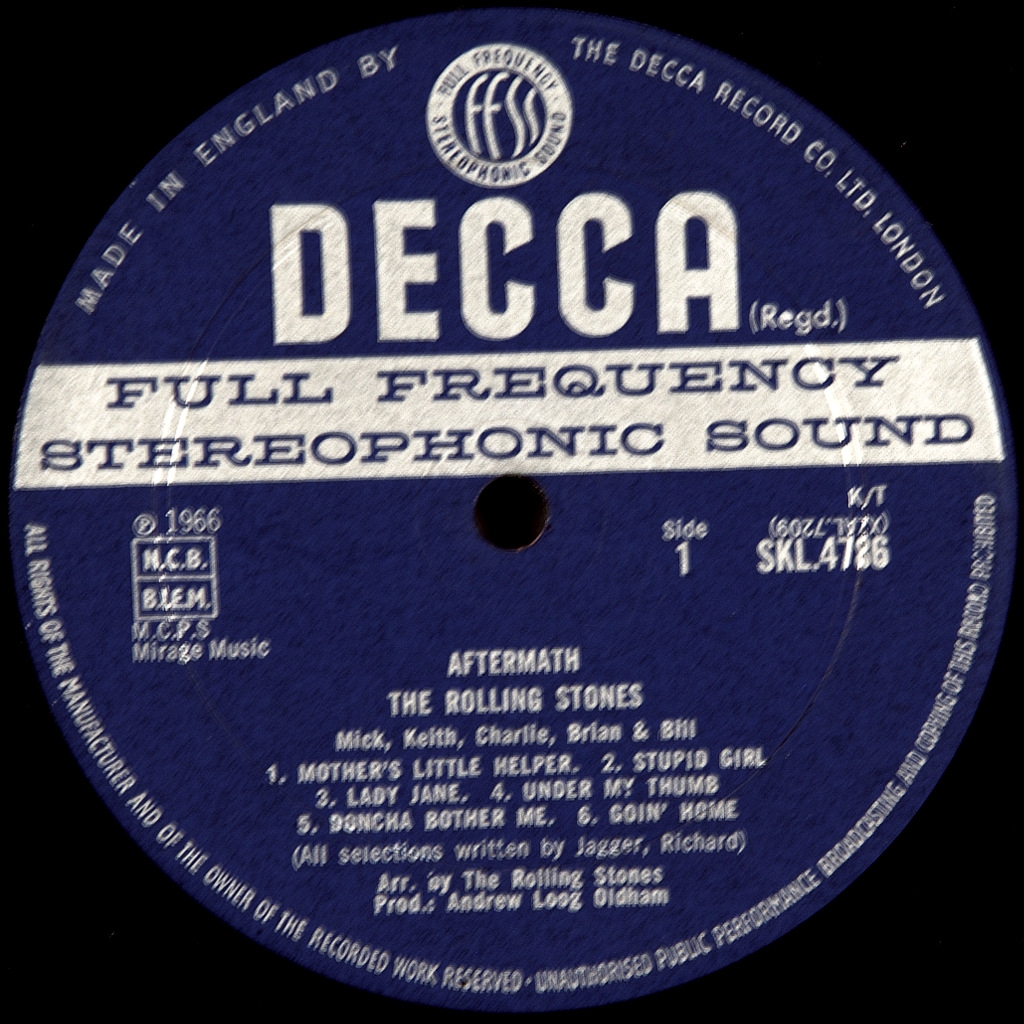 MADE IN ENGLAND BY
THE DECCA RECORD CO. LTD. LONDON
FULL FREQUENCY
FFSS
STEREOPHONIC SOUND
DECCA
(Regd.)
FULL FREQUENCY
STEREOPHONIC SOUND
℗ 1966
N.C.B.
B.I.E.M.
M.C.P.S
Mirage Music
K/T
Side
1
SKL.4786
AFTERMATH
THE ROLLING STONES
Mick, Keith, Charlie, Brian & Bill
1. MOTHER'S LITTLE HELPER. 2. STUPID GIRL
3. LADY JANE. 4. UNDER MY THUMB
5. DONCHA BOTHER ME. 6. GOIN' HOME
(All selections written by Jagger, Richard)
Arr. by The Rolling Stones
Prod.: Andrew Loog Oldham
ALL RIGHTS OF THE MANUFACTURER AND OF THE OWNER OF THE RECORDED WORK RESERVED · UNAUTHORISED PUBLIC PERFORMANCE BROADCASTING AND COPYING OF THIS RECORD PROHIBITED